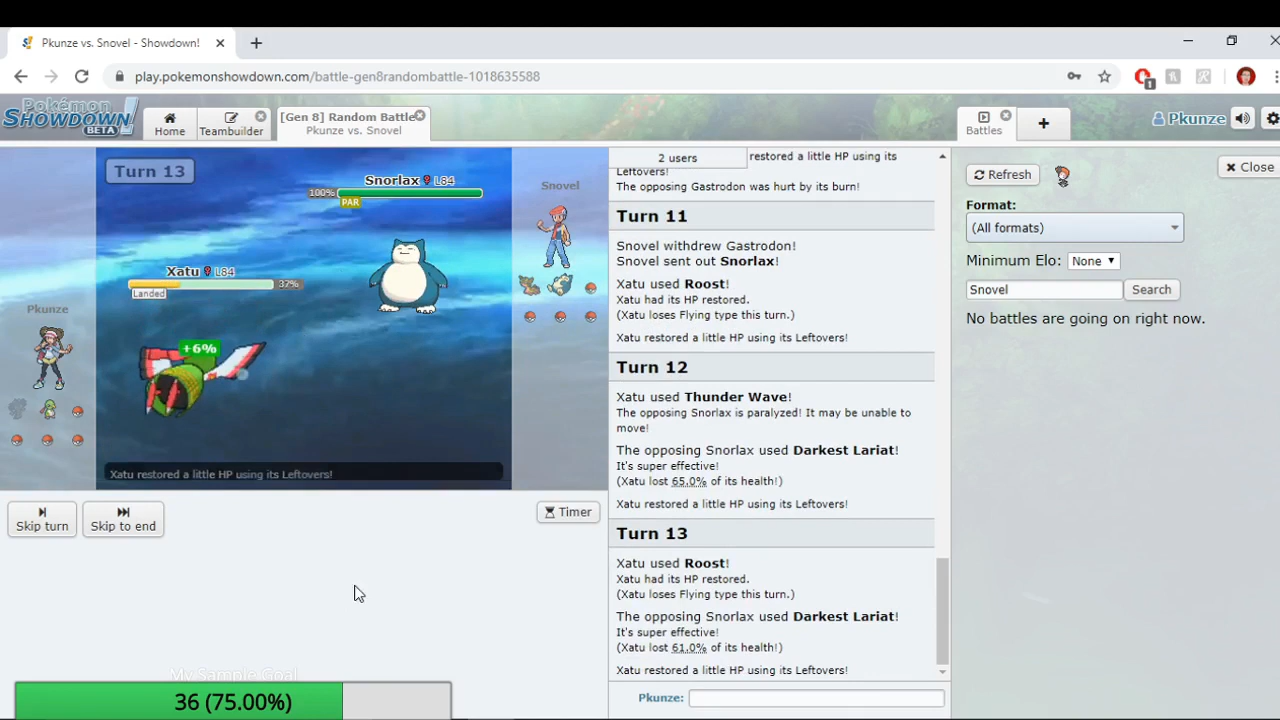 Pkunze vs. Snovel - Showdown!
play.pokemonshowdown.com/battle-gen8randombattle-1018635588
1
Pokémon
SHOWDOWN!
BETA
Home
Teambuilder
[Gen 8] Random Battle
Pkunze vs. Snovel
Battles
Pkunze
Turn 13
Snorlax L84
100%
PAR
Xatu L84
37%
Landed
+6%
Pkunze
Snovel
Xatu restored a little HP using its Leftovers!
Skip turn
Skip to end
Timer
My Sample Goal
36 (75.00%)
2 users
restored a little HP using its
Leftovers!
The opposing Gastrodon was hurt by its burn!
Turn 11
Snovel withdrew Gastrodon!
Snovel sent out Snorlax!
Xatu used Roost!
Xatu had its HP restored.
(Xatu loses Flying type this turn.)
Xatu restored a little HP using its Leftovers!
Turn 12
Xatu used Thunder Wave!
The opposing Snorlax is paralyzed! It may be unable to
move!
The opposing Snorlax used Darkest Lariat!
It's super effective!
(Xatu lost 65.0% of its health!)
Xatu restored a little HP using its Leftovers!
Turn 13
Xatu used Roost!
Xatu had its HP restored.
(Xatu loses Flying type this turn.)
The opposing Snorlax used Darkest Lariat!
It's super effective!
(Xatu lost 61.0% of its health!)
Xatu restored a little HP using its Leftovers!
Pkunze:
Refresh
Close
Format:
(All formats)
Minimum Elo: None
Snovel
Search
No battles are going on right now.